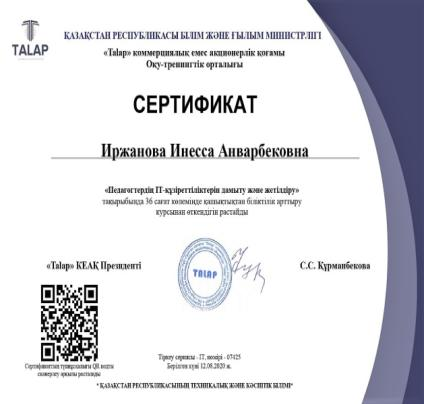 TALAP
ҚАЗАҚСТАН РЕСПУБЛИКАСЫ БІЛІМ ЖӘНЕ ҒЫЛЫМ МИНИСТРЛІГІ
«Talap» коммерциялық емес акционерлік қоғамы
Оқу-тренингтік орталығы
СЕРТИФИКАТ
Иржанова Инесса Анварбековна
«Педагогтердің IT-құзіреттіліктерін дамыту және жетілдіру»
тақырыбында 36 сағат көлемінде қашықтықтан біліктілік арттыру
курсынан өткендігін растайды
«Talap» КЕАҚ Президенті
TALAP
С.С. Құрманбекова
Сертификаттың түпнұсқалығы QR кодты
сканерлеу арқылы расталады
Тіркеу сериясы - IT, нөмірі - 07425
Берілген күні 12.08.2020 ж.
" ҚАЗАҚСТАН РЕСПУБЛИКАСЫНЫҢ ТЕХНИКАЛЫҚ ЖӘНЕ КӘСІПТІК БІЛІМІ"